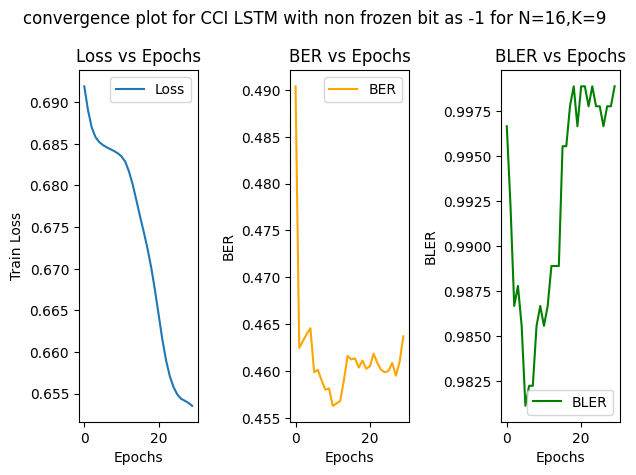 convergence plot for CCI LSTM with non frozen bit as -1 for N=16,K=9
Loss vs Epochs
Loss
0.690
0.685
0.680
0.675
0.670
0.665
0.660
0.655
Train Loss
0
20
Epochs
BER vs Epochs
BER
0.490
0.485
0.480
0.475
0.470
0.465
0.460
0.455
BER
0
20
Epochs
BLER vs Epochs
0.9975
0.9950
0.9925
0.9900
0.9875
0.9850
0.9825
BLER
BLER
0
20
Epochs